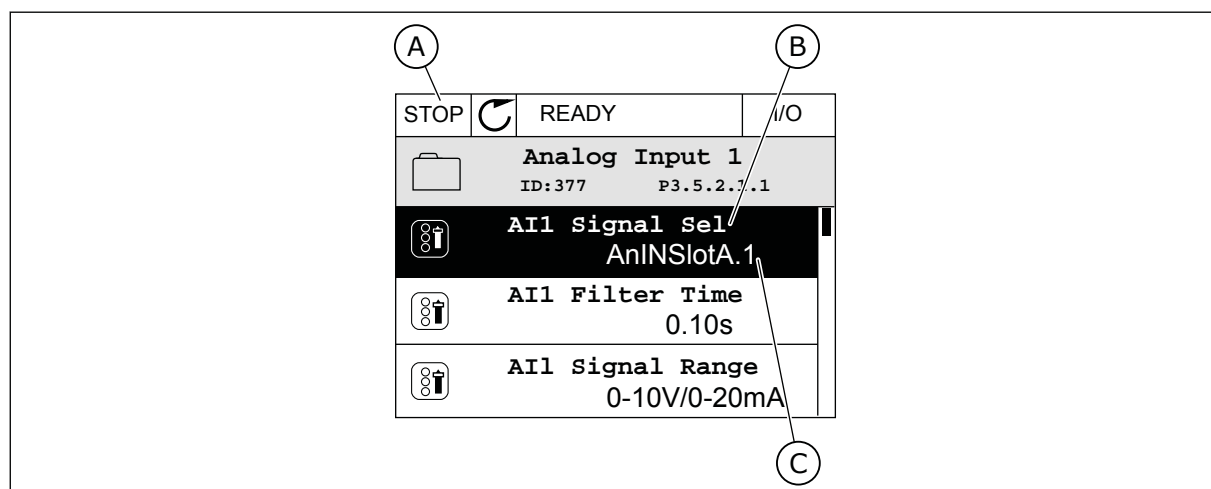 A B
STOP READY I/O
Analog Input 1
ID:377 P3.5.2.1.1
AI1 Signal Sel
AnINSlotA.1
AI1 Filter Time
0.10s
AIl Signal Range
0-10V/0-20mA
C